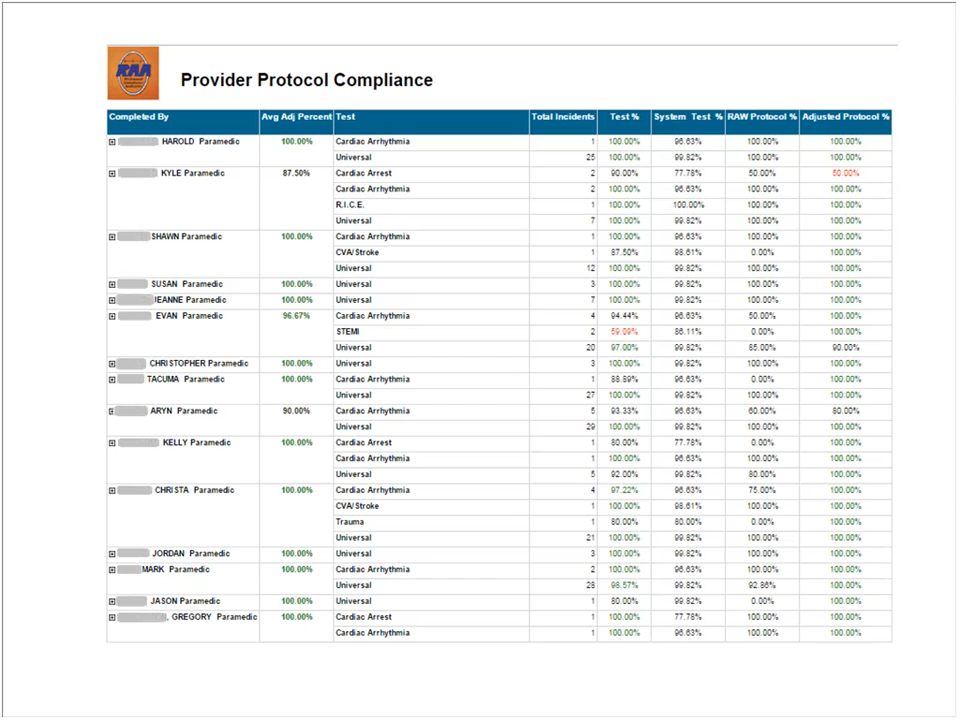 RAA
Provider Protocol Compliance
Completed By Avg Adj Percent Test Total Incidents Test % System Test % RAW Protocol % Adjusted Protocol %
HAROLD Paramedic 100.00% Cardiac Arrhythmia 1 100.00% 96.63% 100.00% 100.00%
Universal 25 100.00% 99.82% 100.00% 100.00%
KYLE Paramedic 87.50% Cardiac Arrest 2 90.00% 77.78% 50.00% 50.00%
Cardiac Arrhythmia 2 100.00% 96.63% 100.00% 100.00%
R.I.C.E. 1 100.00% 100.00% 100.00% 100.00%
Universal 7 100.00% 99.82% 100.00% 100.00%
SHAWN Paramedic 100.00% Cardiac Arrhythmia 1 100.00% 96.63% 100.00% 100.00%
CVA/Stroke 1 87.50% 98.61% 0.00% 100.00%
Universal 12 100.00% 99.82% 100.00% 100.00%
SUSAN Paramedic 100.00% Universal 3 100.00% 99.82% 100.00% 100.00%
JEANNE Paramedic 100.00% Universal 7 100.00% 99.82% 100.00% 100.00%
EVAN Paramedic 96.67% Cardiac Arrhythmia 4 94.44% 96.63% 50.00% 100.00%
STEMI 2 59.09% 86.11% 0.00% 100.00%
Universal 20 97.00% 99.82% 85.00% 90.00%
CHRISTOPHER Paramedic 100.00% Universal 3 100.00% 99.82% 100.00% 100.00%
TACUMA Paramedic 100.00% Cardiac Arrhythmia 1 88.89% 96.63% 0.00% 100.00%
Universal 27 100.00% 99.82% 100.00% 100.00%
ARYN Paramedic 90.00% Cardiac Arrhythmia 5 93.33% 96.63% 60.00% 80.00%
Universal 29 100.00% 99.82% 100.00% 100.00%
KELLY Paramedic 100.00% Cardiac Arrest 1 80.00% 77.78% 0.00% 100.00%
Cardiac Arrhythmia 1 100.00% 96.63% 100.00% 100.00%
Universal 5 92.00% 99.82% 80.00% 100.00%
CHRISTA Paramedic 100.00% Cardiac Arrhythmia 4 97.22% 96.63% 75.00% 100.00%
CVA/Stroke 1 100.00% 98.61% 100.00% 100.00%
Trauma 1 80.00% 80.00% 0.00% 100.00%
Universal 21 100.00% 99.82% 100.00% 100.00%
JORDAN Paramedic 100.00% Universal 3 100.00% 99.82% 100.00% 100.00%
MARK Paramedic 100.00% Cardiac Arrhythmia 2 100.00% 96.63% 100.00% 100.00%
Universal 28 98.57% 99.82% 92.86% 100.00%
JASON Paramedic 100.00% Universal 1 80.00% 99.82% 0.00% 100.00%
, GREGORY Paramedic 100.00% Cardiac Arrest 1 100.00% 77.78% 100.00% 100.00%
Cardiac Arrhythmia 1 100.00% 96.63% 100.00% 100.00%